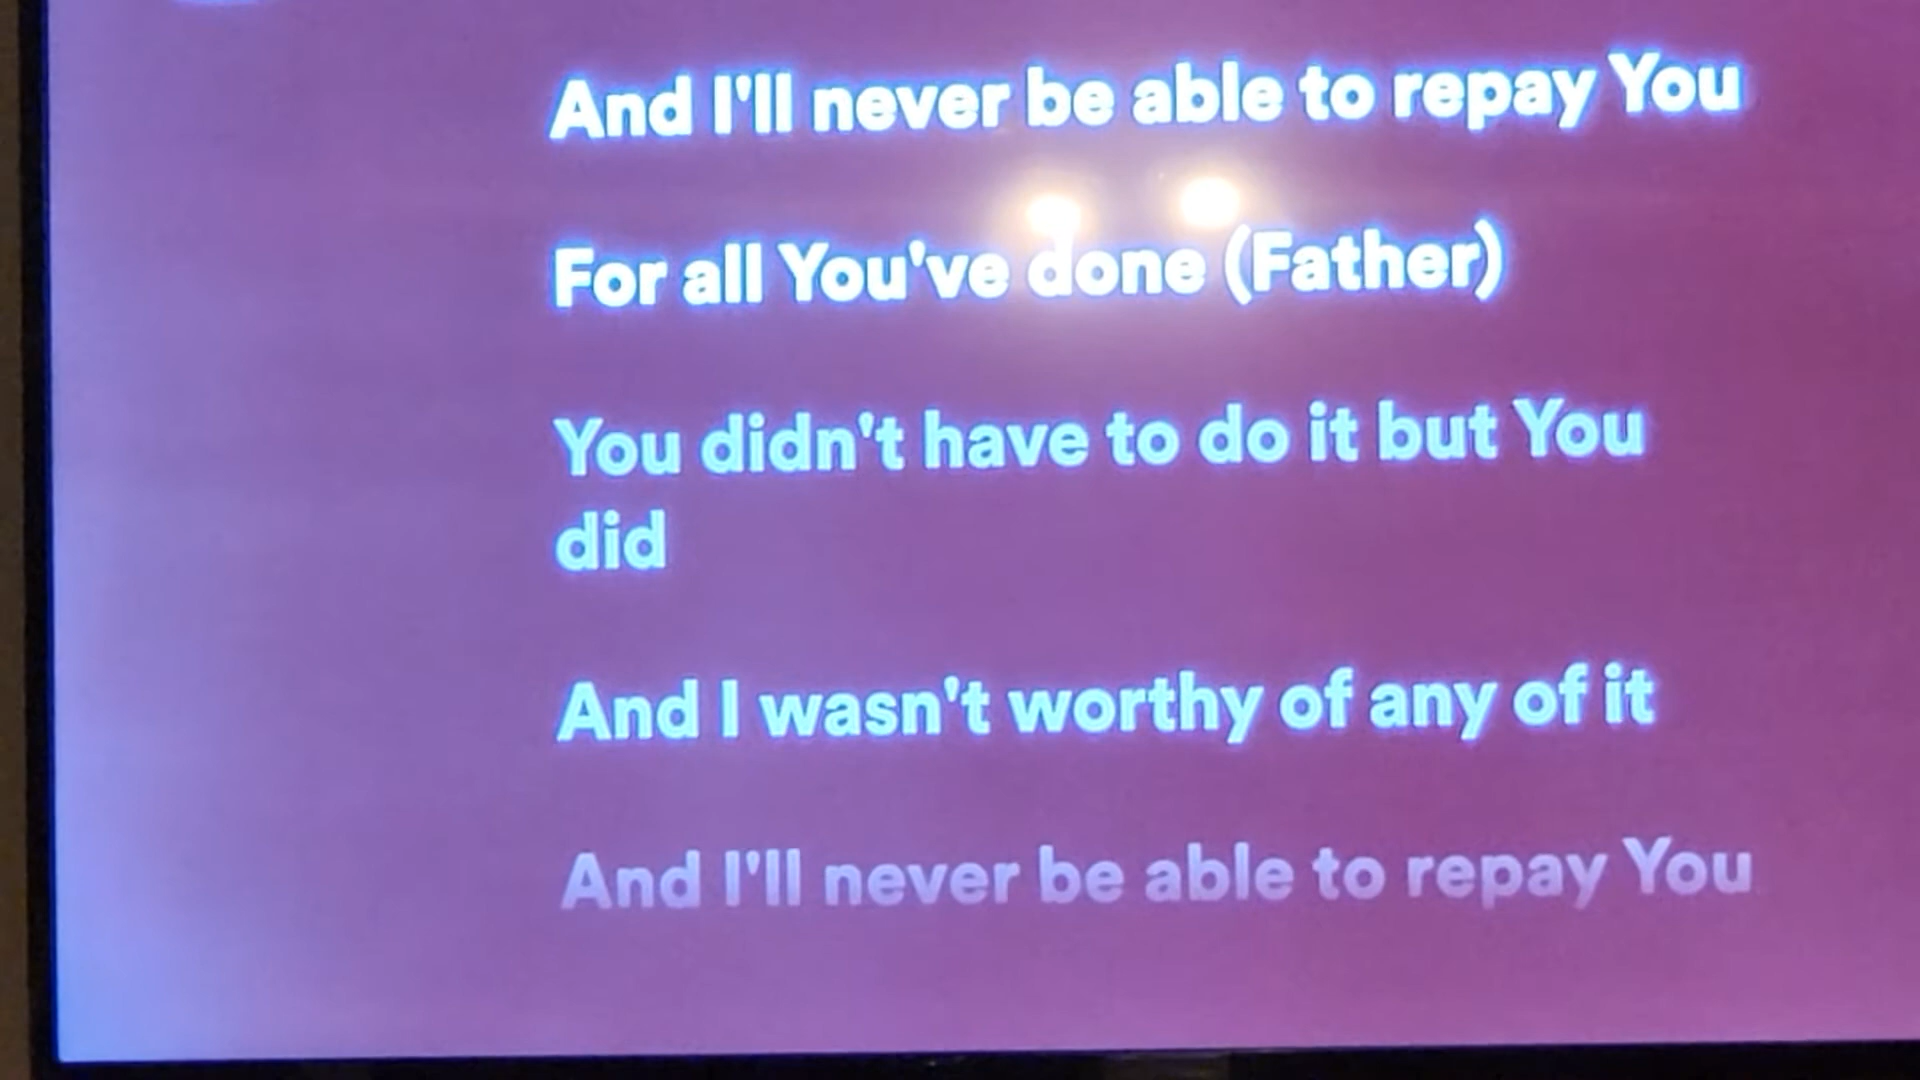 And I'll never be able to repay You
For all You've done (Father)
You didn't have to do it but You
did
And I wasn't worthy of any of it
And I'll never be able to repay You